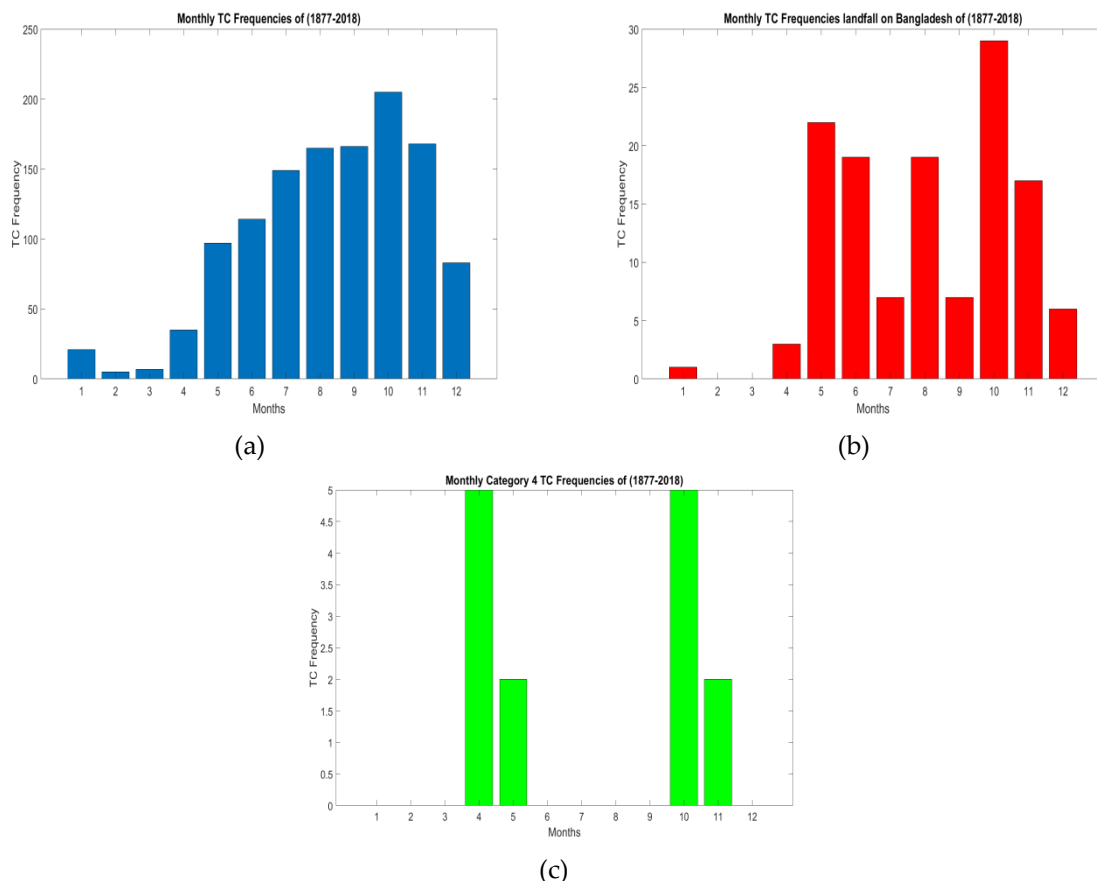 Monthly TC Frequencies of (1877-2018)
250
200
150
100
50
0
TC Frequency
1 2 3 4 5 6 7 8 9 10 11 12
Months
(a)
Monthly TC Frequencies landfall on Bangladesh of (1877-2018)
30
25
20
15
10
5
0
TC Frequency
1 2 3 4 5 6 7 8 9 10 11 12
Months
(b)
Monthly Category 4 TC Frequencies of (1877-2018)
5
4.5
4
3.5
3
2.5
2
1.5
1
0.5
0
TC Frequency
1 2 3 4 5 6 7 8 9 10 11 12
Months
(c)